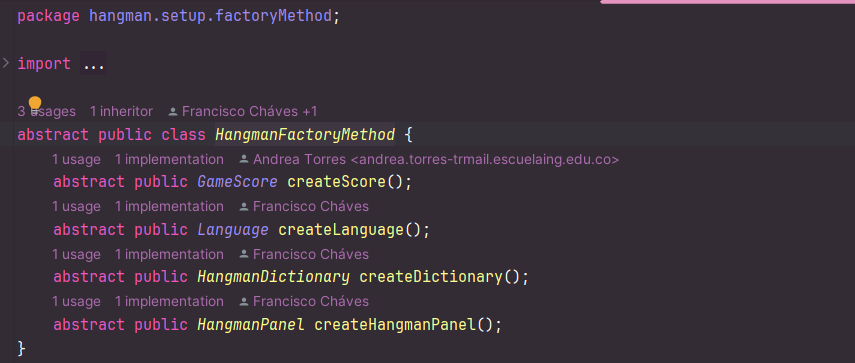 package hangman.setup.factoryMethod;
import ...
3 usages 1 inheritor Francisco Cháves +1
abstract public class HangmanFactoryMethod {
1 usage 1 implementation Andrea Torres <andrea.torres-trmail.escuelaing.edu.co>
abstract public GameScore createScore();
1 usage 1 implementation Francisco Cháves
abstract public Language createLanguage();
1 usage 1 implementation Francisco Cháves
abstract public HangmanDictionary createDictionary();
1 usage 1 implementation Francisco Cháves
abstract public HangmanPanel createHangmanPanel();
}